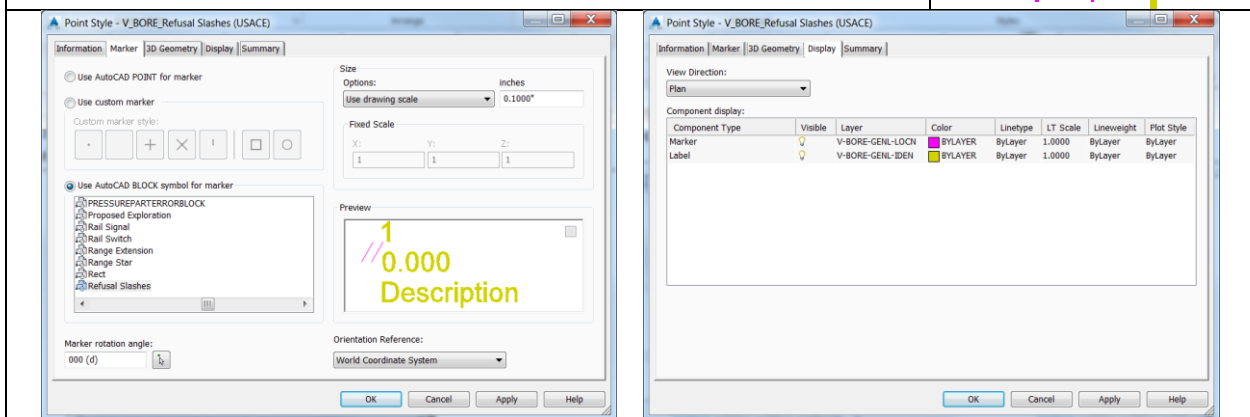 Point Style - V_BORE_Refusal Slashes (USACE)
Information Marker 3D Geometry Display Summary
Use AutoCAD POINT for marker
Use custom marker
Custom marker style:
Use AutoCAD BLOCK symbol for marker
PRESSUREPARTERRORBLOCK
Proposed Exploration
Rail Signal
Rail Switch
Range Extension
Range Star
Rect
Refusal Slashes
Marker rotation angle:
000 (d)
Size
Options: inches
Use drawing scale 0.1000"
Fixed Scale
X: Y: Z:
1 1 1
Preview
1
0.000
Description
Orientation Reference:
World Coordinate System
OK Cancel Apply Help
Point Style - V_BORE_Refusal Slashes (USACE)
Information Marker 3D Geometry Display Summary
View Direction:
Plan
Component display:
Component Type Visible Layer Color Linetype LT Scale Lineweight Plot Style
Marker V-BORE-GENL-LOCN BYLAYER ByLayer 1.0000 ByLayer ByLayer
Label V-BORE-GENL-IDEN BYLAYER ByLayer 1.0000 ByLayer ByLayer
OK Cancel Apply Help